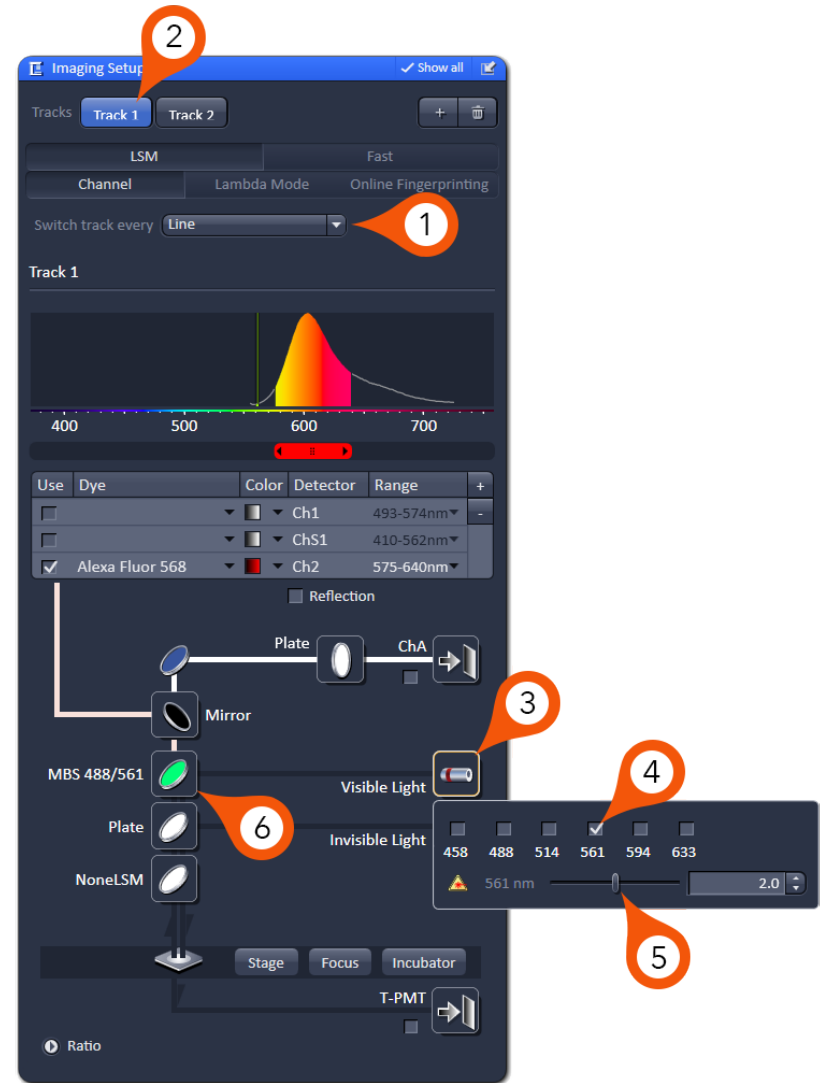 2
Imaging Setup
Show all
Tracks Track 1 Track 2 +
LSM Fast
Channel Lambda Mode Online Fingerprinting
Switch track every Line
1
Track 1
400 500 600 700
Use Dye Color Detector Range +
Ch1 493-574nm -
ChS1 410-562nm
Alexa Fluor 568 Ch2 575-640nm
Reflection
Plate ChA
Mirror
3
MBS 488/561
Visible Light
4
6
Plate
Invisible Light
458 488 514 561 594 633
NoneLSM
561 nm 2.0
5
Stage Focus Incubator
T-PMT
Ratio